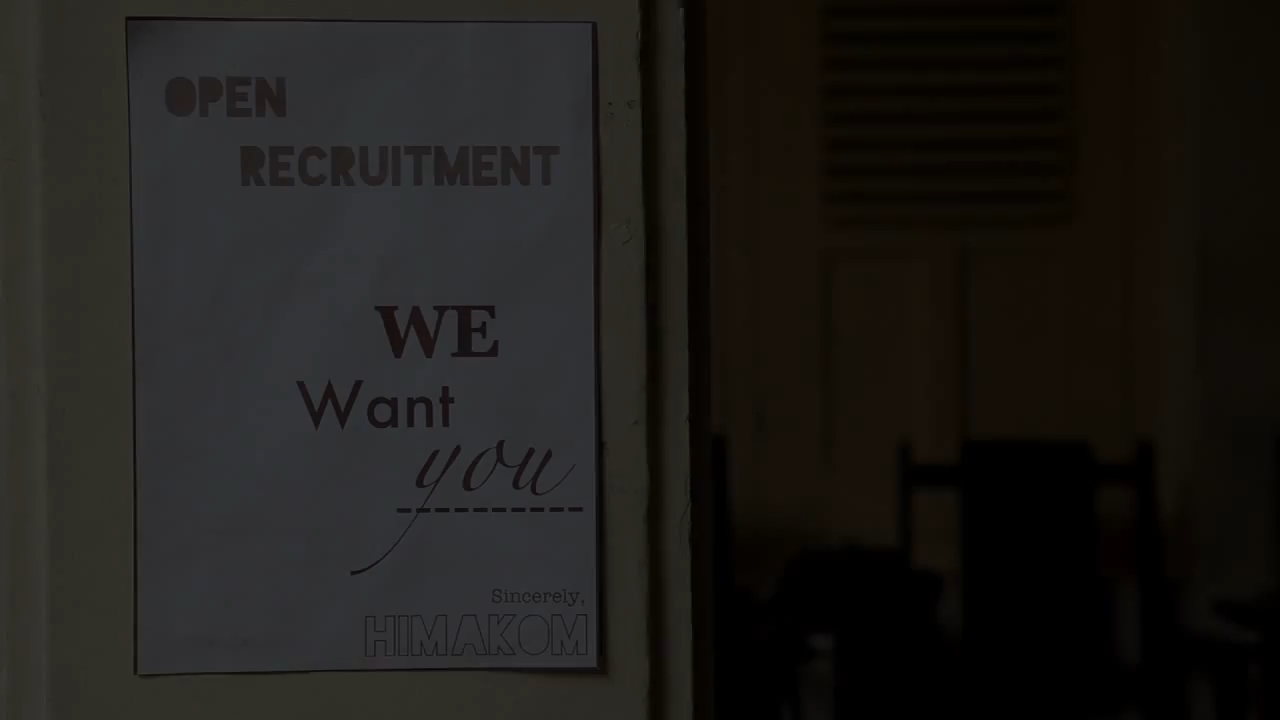 OPEN
RECRUITMENT
WE
Want
you
Sincerely,
HIMAKOM